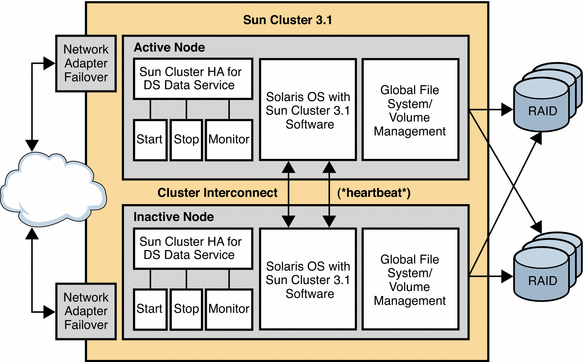 Sun Cluster 3.1
Network
Adapter
Failover
Active Node
Sun Cluster HA for
DS Data Service
Start
Stop
Monitor
Solaris OS with
Sun Cluster 3.1
Software
Global File
System/
Volume
Management
RAID
Cluster Interconnect
(*heartbeat*)
Inactive Node
Sun Cluster HA for
DS Data Service
Start
Stop
Monitor
Solaris OS with
Sun Cluster 3.1
Software
Global File
System/
Volume
Management
RAID
Network
Adapter
Failover